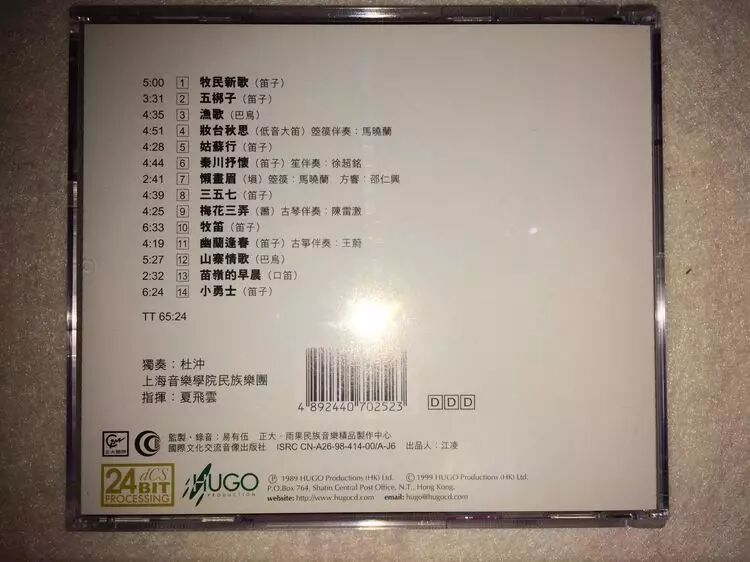 5:00 1 牧民新歌（笛子）
3:31 2 五梆子（笛子）
4:35 3 漁歌（巴烏）
4:51 4 妝台秋思（低音大笛）箜篌伴奏：馬曉蘭
4:28 5 姑蘇行（笛子）
4:44 6 秦川抒懷（笛子）笙伴奏：徐超銘
2:41 7 懶畫眉（塤）箜篌：馬曉蘭 方響：邵仁興
4:39 8 三五七（笛子）
4:25 9 梅花三弄（簫）古琴伴奏：陳雷激
6:33 10 牧笛（笛子）
4:19 11 幽蘭逢春（笛子）古箏伴奏：王蔚
5:27 12 山寨情歌（巴烏）
2:32 13 苗嶺的早晨（口笛）
6:24 14 小勇士（笛子）
TT 65:24
獨奏：杜沖
上海音樂學院民族樂團
指揮：夏飛雲
4 892440 702523
DDD
監製・錄音：易有伍 正大・雨果民族音樂精品製作中心
國際文化交流音像出版社 ISRC CN-A26-98-414-00/A-J6 出品人：江凌
24 BIT dCS PROCESSING
HUGO PRODUCTION
Ⓟ 1989 HUGO Productions (HK) Ltd. © 1999 HUGO Productions (HK) Ltd.
P.O.Box 764, Shatin Central Post Office, N.T., Hong Kong.
website: http://www.hugocd.com email: hugo@hugocd.com